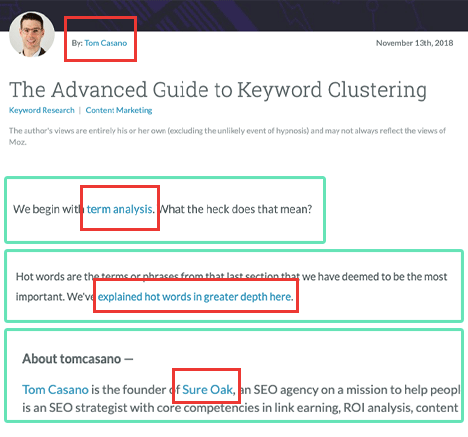 By: Tom Casano
November 13th, 2018
The Advanced Guide to Keyword Clustering
Keyword Research | Content Marketing
The author's views are entirely his or her own (excluding the unlikely event of hypnosis) and may not always reflect the views of
Moz.
We begin with term analysis. What the heck does that mean?
Hot words are the terms or phrases from that last section that we have deemed to be the most
important. We've explained hot words in greater depth here.
About tomcasano —
Tom Casano is the founder of Sure Oak, an SEO agency on a mission to help peopl
is an SEO strategist with core competencies in link earning, ROI analysis, content